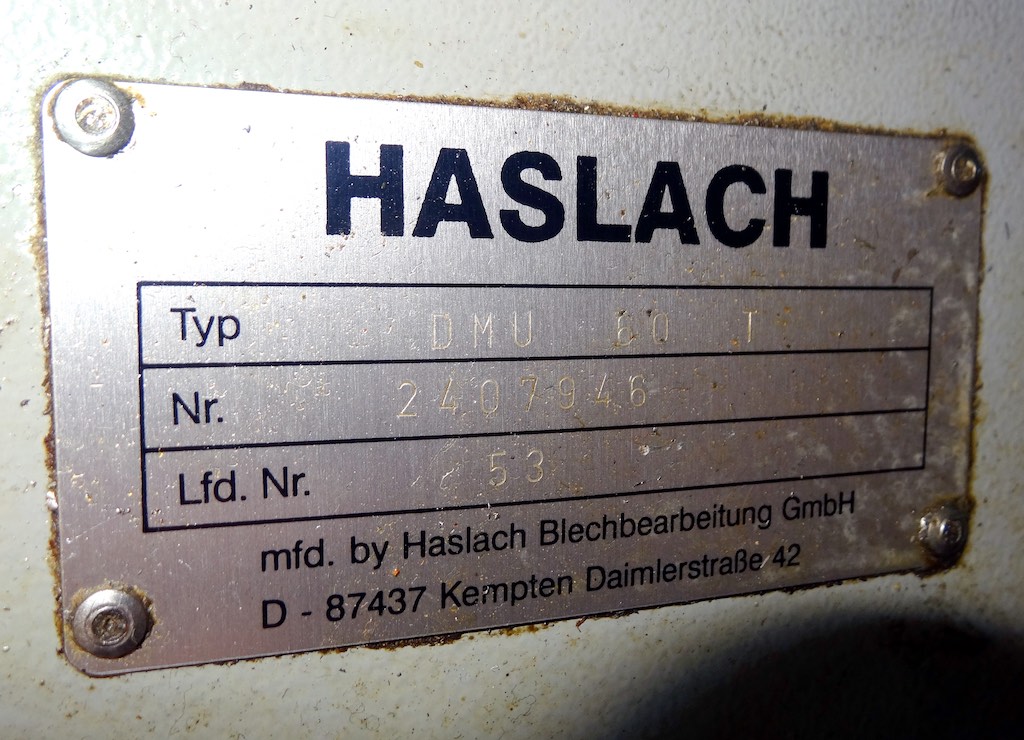 HASLACH
Typ DMU 60 T
Nr. 2407946
Lfd. Nr. 53
mfd. by Haslach Blechbearbeitung GmbH
D - 87437 Kempten Daimlerstraße 42